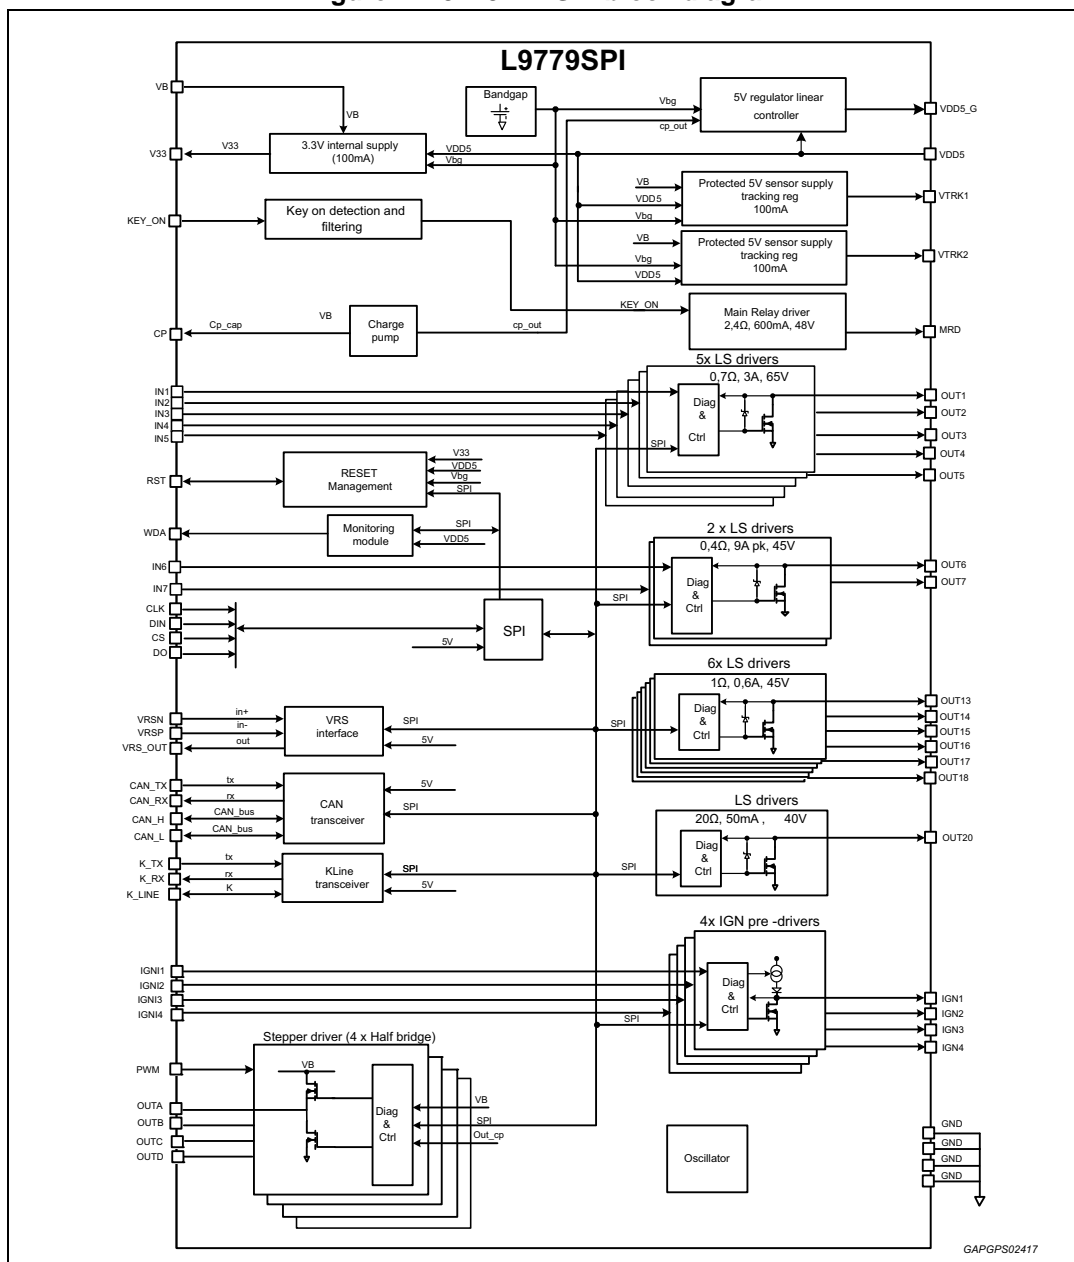 L9779SPI
VB
VB
Bandgap
Vbg
cp_out
5V regulator linear
controller
VDD5_G
V33
V33
3.3V internal supply
(100mA)
VDD5
Vbg
VDD5
VB
VDD5
Vbg
Protected 5V sensor supply
tracking reg
100mA
VTRK1
KEY_ON
Key on detection and
filtering
VB
Vbg
VDD5
Protected 5V sensor supply
tracking reg
100mA
VTRK2
KEY_ON
Main Relay driver
2,4Ω, 600mA, 48V
MRD
CP
Cp_cap
VB
Charge
pump
cp_out
5x LS drivers
0,7Ω, 3A, 65V
IN1
IN2
IN3
IN4
IN5
Diag
&
Ctrl
SPI
OUT1
OUT2
OUT3
OUT4
OUT5
RST
RESET
Management
V33
VDD5
Vbg
SPI
WDA
Monitoring
module
SPI
VDD5
2 x LS drivers
0,4Ω, 9A pk, 45V
IN6
IN7
Diag
&
Ctrl
SPI
OUT6
OUT7
CLK
DIN
CS
DO
SPI
5V
6x LS drivers
1Ω, 0,6A, 45V
Diag
&
Ctrl
SPI
OUT13
OUT14
OUT15
OUT16
OUT17
OUT18
VRSN
VRSP
VRS_OUT
in+
in-
out
VRS
interface
SPI
5V
CAN_TX
CAN_RX
CAN_H
CAN_L
tx
rx
CAN_bus
CAN_bus
CAN
transceiver
5V
SPI
LS drivers
20Ω, 50mA , 40V
Diag
&
Ctrl
SPI
OUT20
K_TX
K_RX
K_LINE
tx
rx
K
KLine
transceiver
SPI
5V
4x IGN pre -drivers
IGNI1
IGNI2
IGNI3
IGNI4
Diag
&
Ctrl
SPI
IGN1
IGN2
IGN3
IGN4
Stepper driver (4 x Half bridge)
PWM
OUTA
OUTB
OUTC
OUTD
VB
Diag
&
Ctrl
VB
SPI
Out_cp
Oscillator
GND
GND
GND
GND
GAPGPS02417